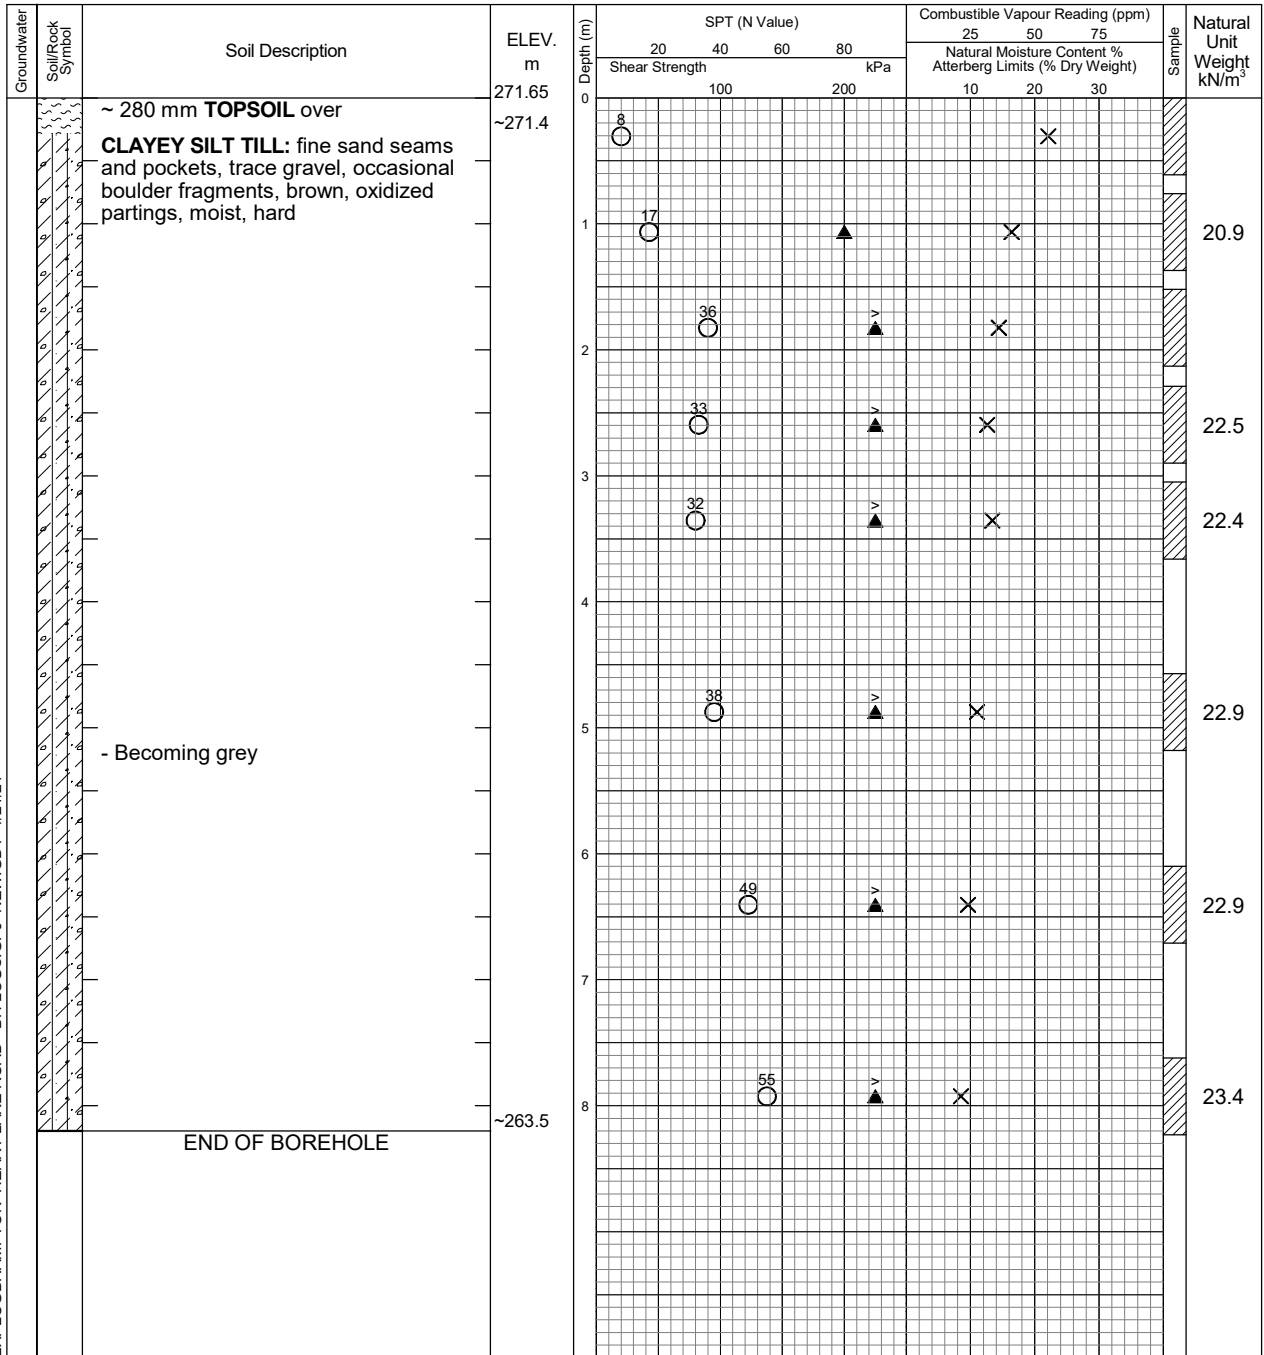 Groundwater
Soil/Rock
Symbol
Soil Description
ELEV.
m
Depth (m)
SPT (N Value)
20 40 60 80
Shear Strength kPa
100 200
Combustible Vapour Reading (ppm)
25 50 75
Natural Moisture Content %
Atterberg Limits (% Dry Weight)
10 20 30
Sample
Natural
Unit
Weight
kN/m3
271.65
0
~ 280 mm TOPSOIL over
~271.4
8
CLAYEY SILT TILL: fine sand seams
and pockets, trace gravel, occasional
boulder fragments, brown, oxidized
partings, moist, hard
17
1
20.9
36
>
2
33
>
22.5
3
32
>
22.4
4
38
>
22.9
5
- Becoming grey
6
49
>
22.9
7
55
>
23.4
8
~263.5
END OF BOREHOLE